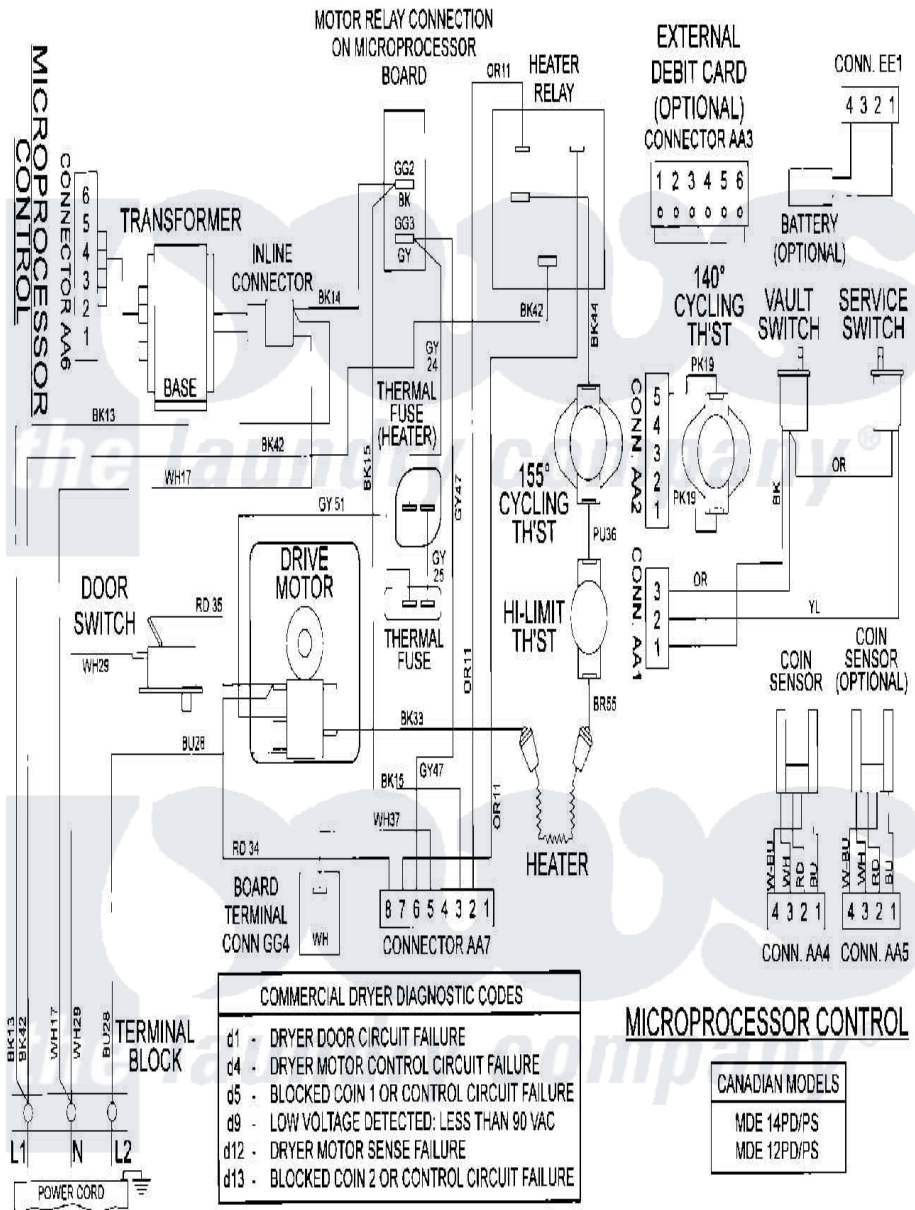 MOTOR RELAY CONNECTION
ON MICROPROCESSOR
BOARD
OR11
HEATER
RELAY
EXTERNAL
DEBIT CARD
(OPTIONAL)
CONNECTOR AA3
1 2 3 4 5 6
CONN. EE1
4 3 2 1
BATTERY
(OPTIONAL)
MICROPROCESSOR
CONTROL
CONNECTOR AA6
6
5
4
3
2
1
TRANSFORMER
BASE
INLINE
CONNECTOR
BK14
GG2
BK
GG3
GY
BK42
BK44
140°
CYCLING
TH'ST
VAULT
SWITCH
SERVICE
SWITCH
PK19
GY
24
THERMAL
FUSE
(HEATER)
BK13
BK42
WH17
BK15
GY47
GY 51
155°
CYCLING
TH'ST
CONN. AA2
5
4
3
2
1
PK19
OR
BK
PU36
DRIVE
MOTOR
GY
25
THERMAL
FUSE
OR11
HI-LIMIT
TH'ST
CONN. AA1
3
2
1
OR
YL
DOOR
SWITCH
RD 35
WH29
BU28
BK33
BR55
COIN
SENSOR
COIN
SENSOR
(OPTIONAL)
BK15
GY47
OR11
WH37
HEATER
RD 34
BOARD
TERMINAL
CONN GG4
WH
8 7 6 5 4 3 2 1
CONNECTOR AA7
W-BU
WH
RD
BU
4 3 2 1
CONN. AA4
W-BU
WH
RD
BU
4 3 2 1
CONN. AA5
BK13
BK42
WH17
WH29
BU28
TERMINAL
BLOCK
L1 N L2
POWER CORD
COMMERCIAL DRYER DIAGNOSTIC CODES
d1 - DRYER DOOR CIRCUIT FAILURE
d4 - DRYER MOTOR CONTROL CIRCUIT FAILURE
d5 - BLOCKED COIN 1 OR CONTROL CIRCUIT FAILURE
d9 - LOW VOLTAGE DETECTED: LESS THAN 90 VAC
d12 - DRYER MOTOR SENSE FAILURE
d13 - BLOCKED COIN 2 OR CONTROL CIRCUIT FAILURE
MICROPROCESSOR CONTROL
CANADIAN MODELS
MDE 14PD/PS
MDE 12PD/PS
the laundry company®
the laundry company®